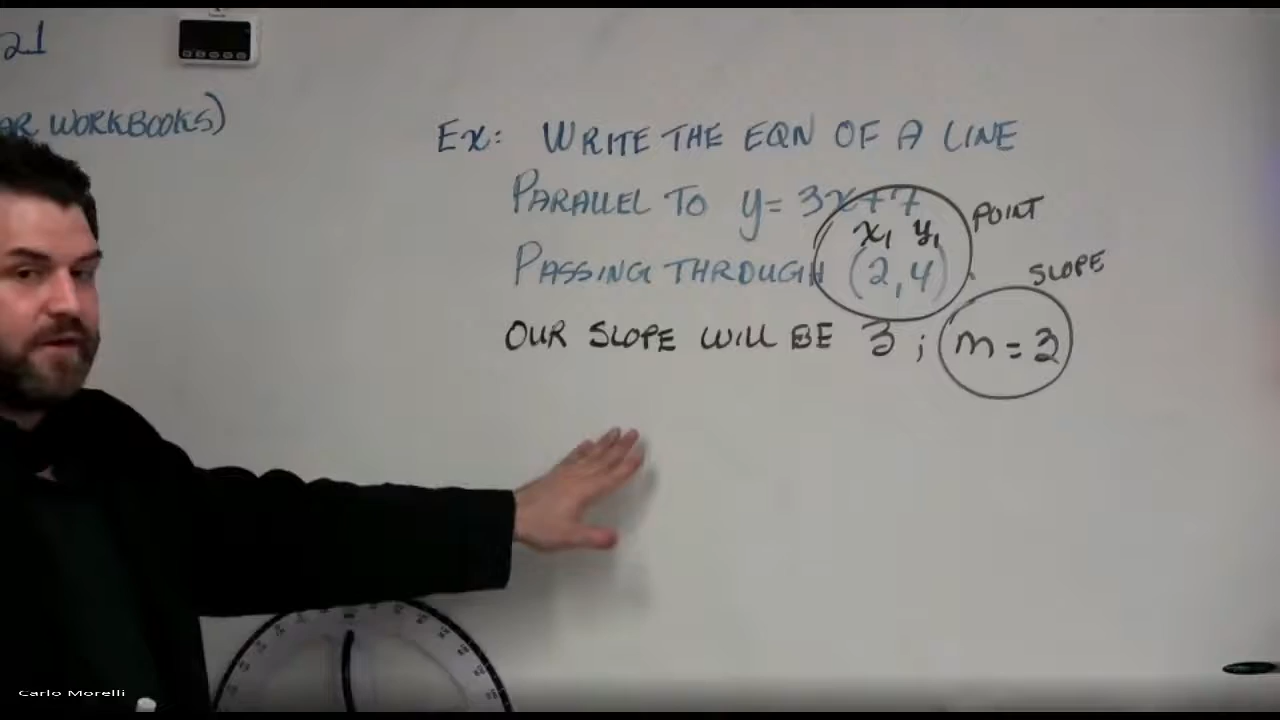 21
AR WORKBOOKS)
Ex: WRITE THE EQN OF A LINE
PARALLEL TO y = 3x+7
x₁ y₁ POINT
PASSING THROUGH (2,4).
SLOPE
OUR SLOPE WILL BE 3 ; m = 3
Carlo Morelli